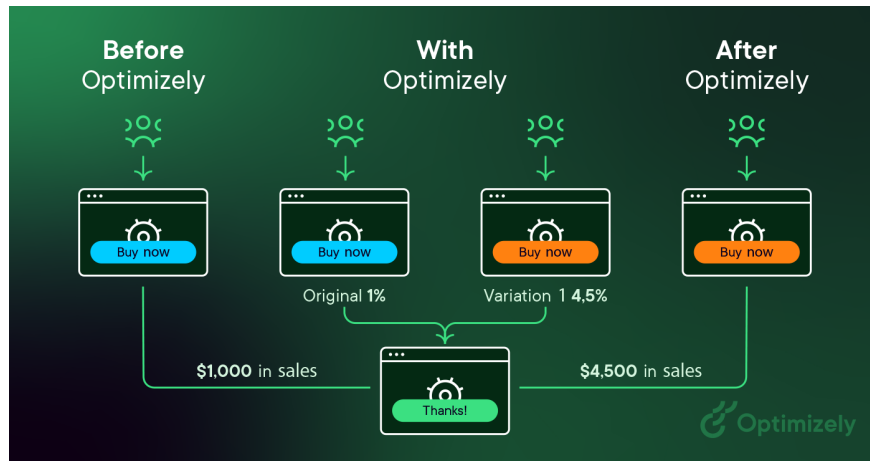 Before
Optimizely
With
Optimizely
After
Optimizely
Buy now
Buy now
Buy now
Buy now
Original 1%
Variation 1 4,5%
$1,000 in sales
$4,500 in sales
Thanks!
Optimizely